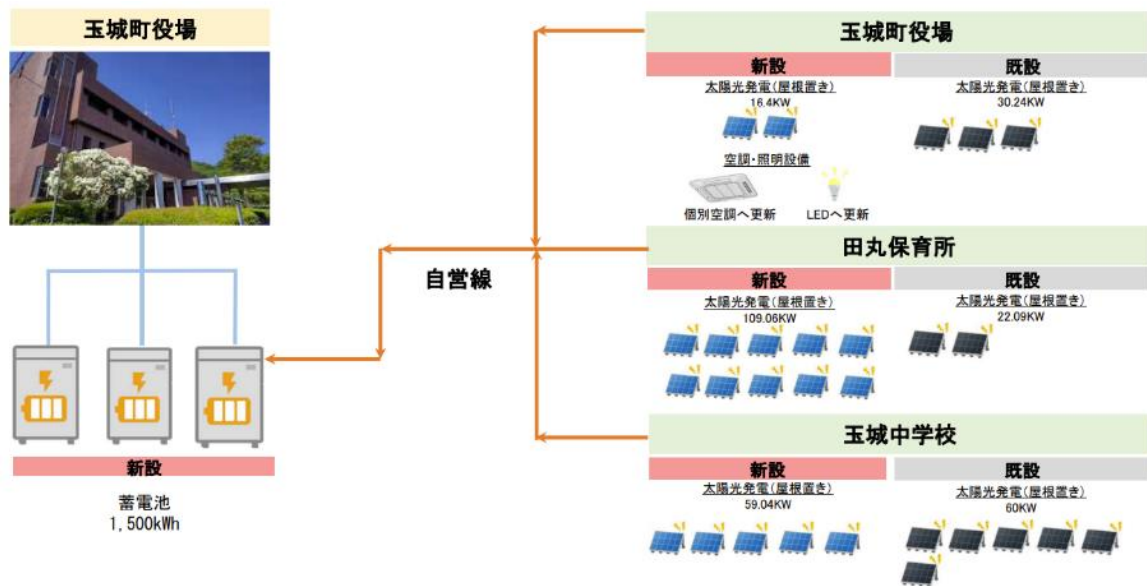 玉城町役場
自営線
新設
蓄電池
1,500kWh
玉城町役場
新設
既設
太陽光発電(屋根置き)
16.4KW
太陽光発電(屋根置き)
30.24KW
空調・照明設備
個別空調へ更新
LEDへ更新
田丸保育所
新設
既設
太陽光発電(屋根置き)
109.06KW
太陽光発電(屋根置き)
22.09KW
玉城中学校
新設
既設
太陽光発電(屋根置き)
59.04KW
太陽光発電(屋根置き)
60KW